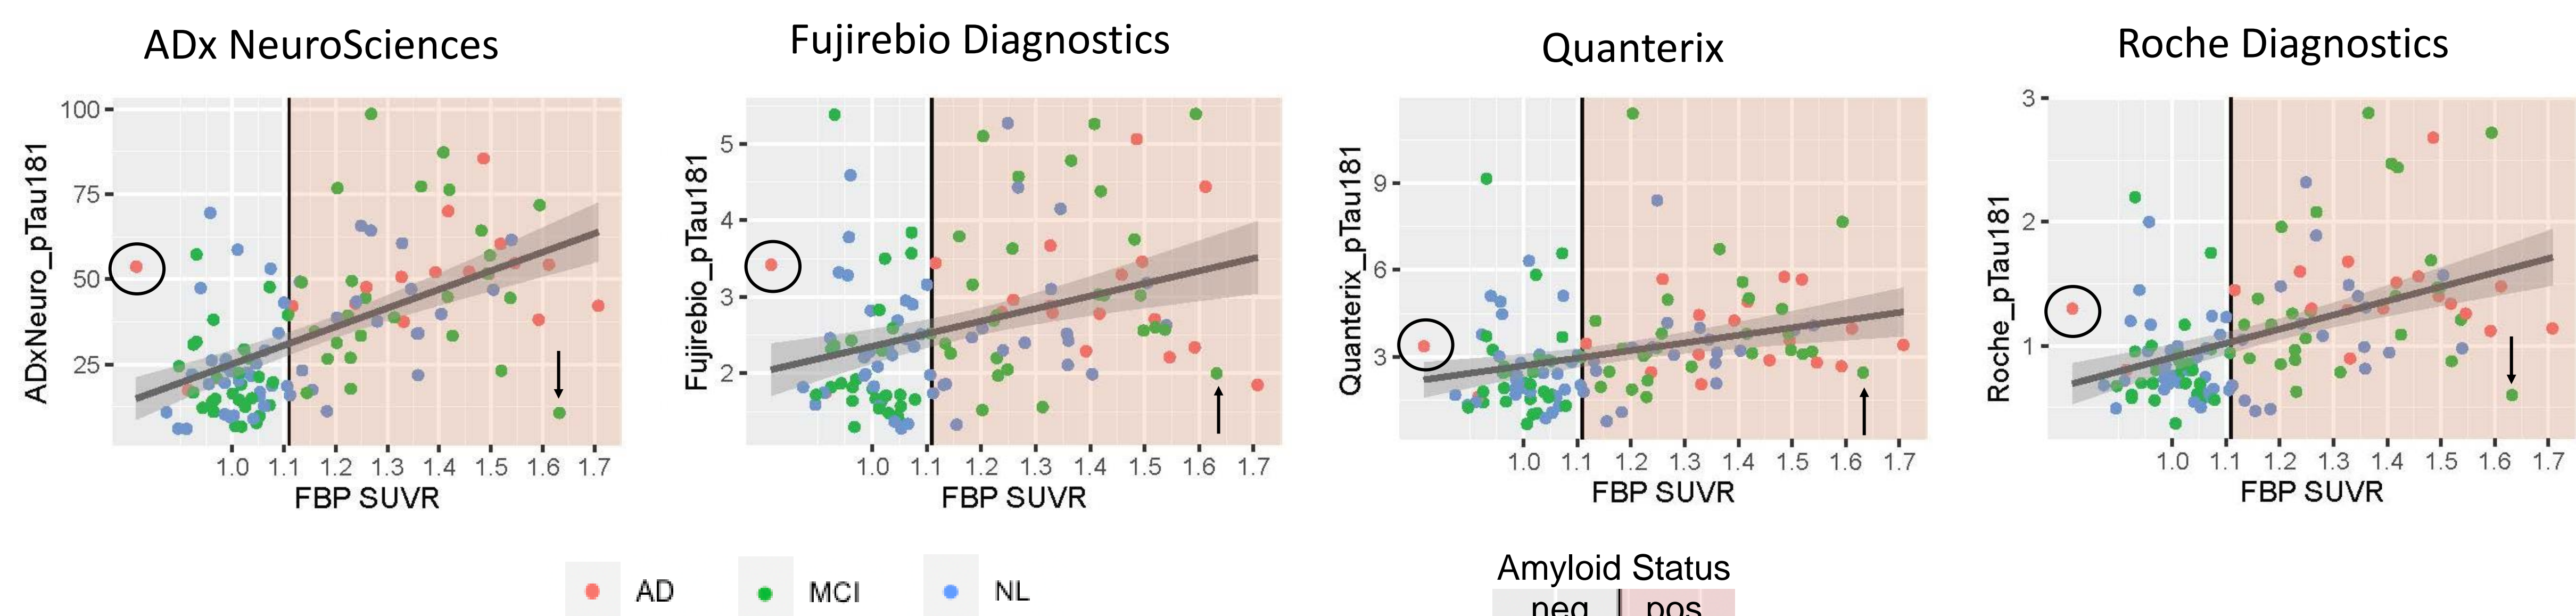 ADx NeuroSciences
Fujirebio Diagnostics
Quanterix
Roche Diagnostics
ADxNeuro_pTau181
100
75
50
25
1.0 1.1 1.2 1.3 1.4 1.5 1.6 1.7
FBP SUVR
Fujirebio_pTau181
5
4
3
2
1.0 1.1 1.2 1.3 1.4 1.5 1.6 1.7
FBP SUVR
Quanterix_pTau181
9
6
3
1.0 1.1 1.2 1.3 1.4 1.5 1.6 1.7
FBP SUVR
Roche_pTau181
3
2
1
1.0 1.1 1.2 1.3 1.4 1.5 1.6 1.7
FBP SUVR
AD MCI NL
Amyloid Status
neg pos